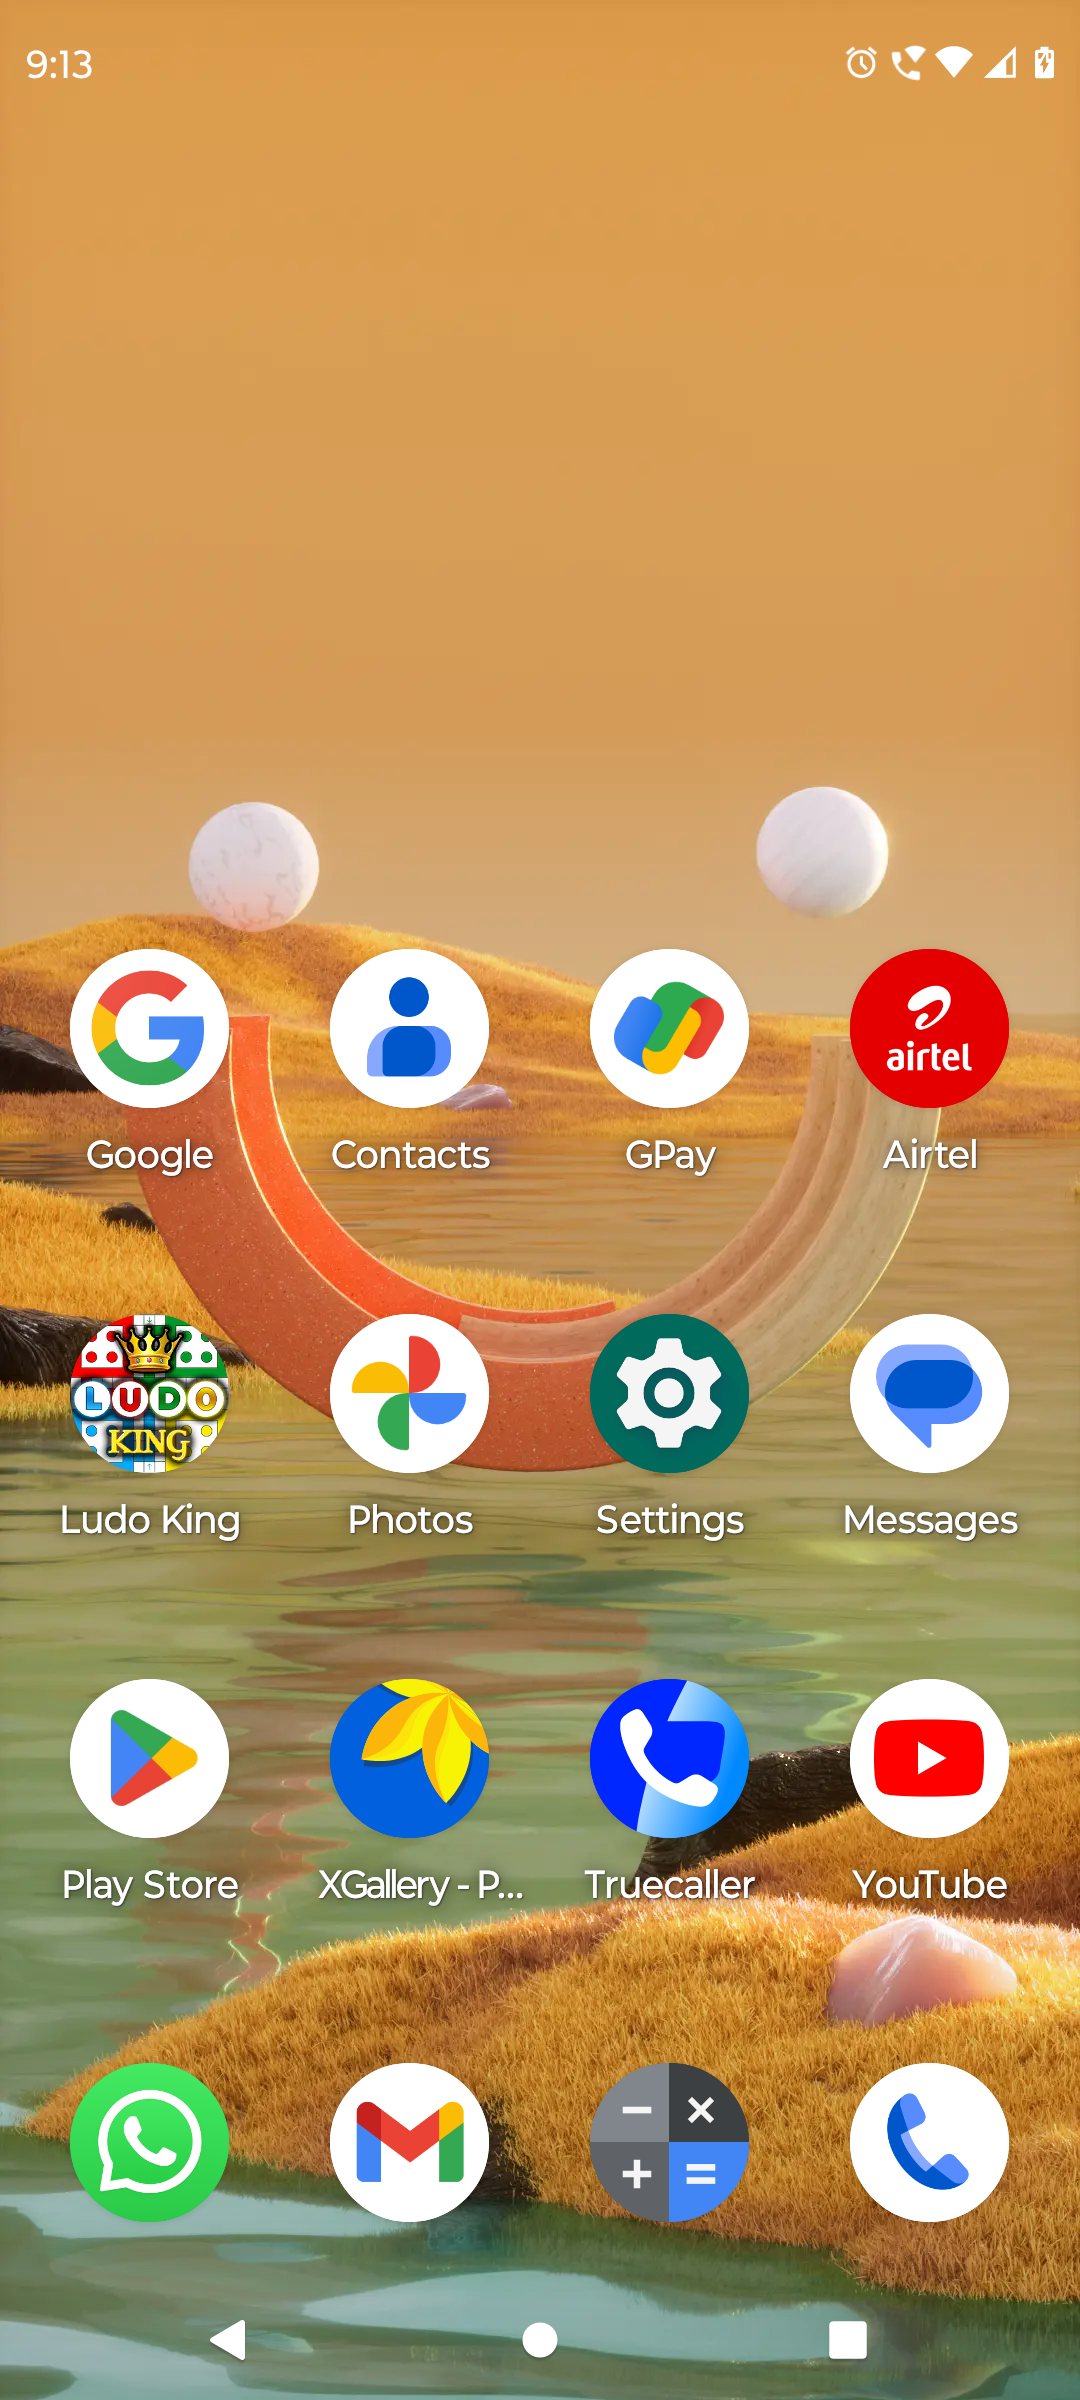 9:13
airtel
Google Contacts GPay Airtel
LUDO
KING
Ludo King Photos Settings Messages
Play Store XGallery - P... Truecaller YouTube